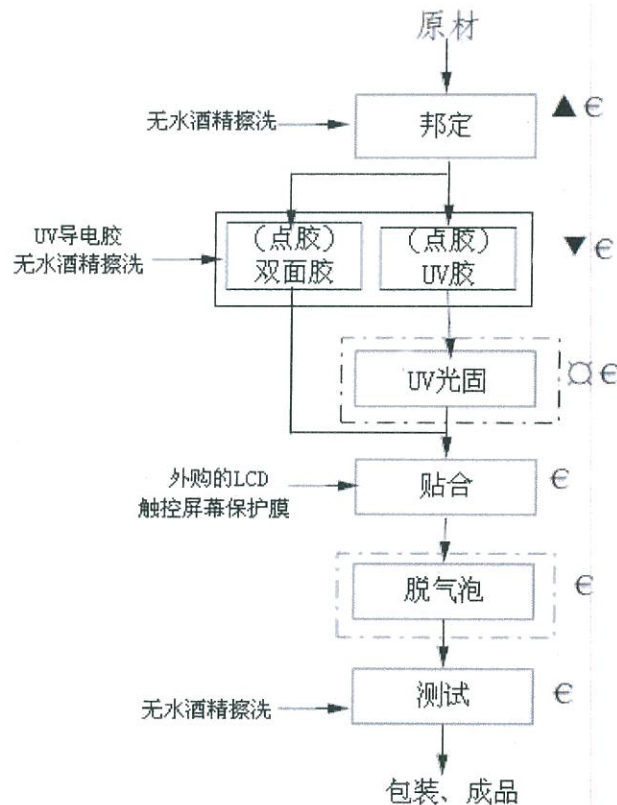 原材
无水酒精擦洗
邦定
▲ €
UV导电胶
无水酒精擦洗
(点胶)
双面胶
(点胶)
UV胶
▼ €
UV光固
¤ €
外购的LCD
触控屏幕保护膜
贴合
€
脱气泡
€
无水酒精擦洗
测试
€
包装、成品